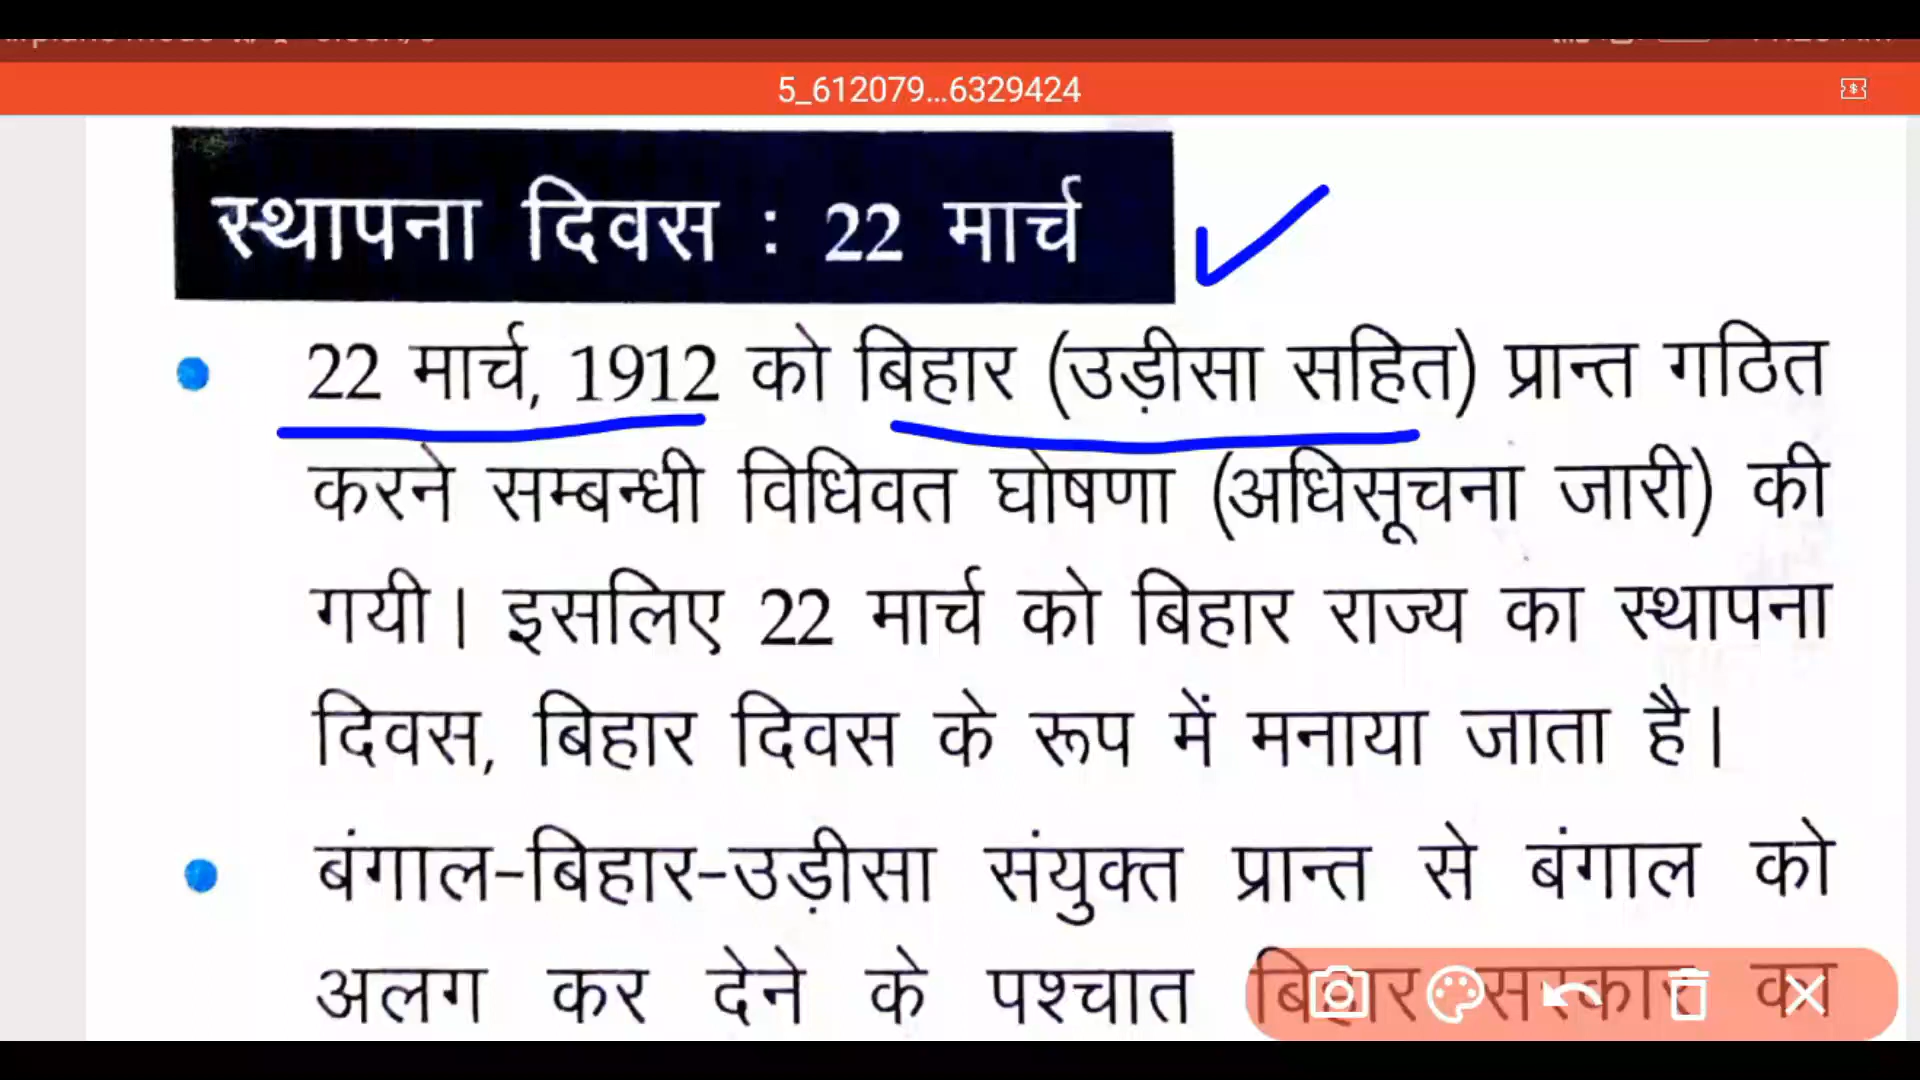 5_612079...6329424
स्थापना दिवस : 22 मार्च
22 मार्च, 1912 को बिहार (उड़ीसा सहित) प्रान्त गठित
करने सम्बन्धी विधिवत घोषणा (अधिसूचना जारी) की
गयी। इसलिए 22 मार्च को बिहार राज्य का स्थापना
दिवस, बिहार दिवस के रूप में मनाया जाता है।
बंगाल-बिहार-उड़ीसा संयुक्त प्रान्त से बंगाल को
अलग कर देने के पश्चात बिहार सरकार का